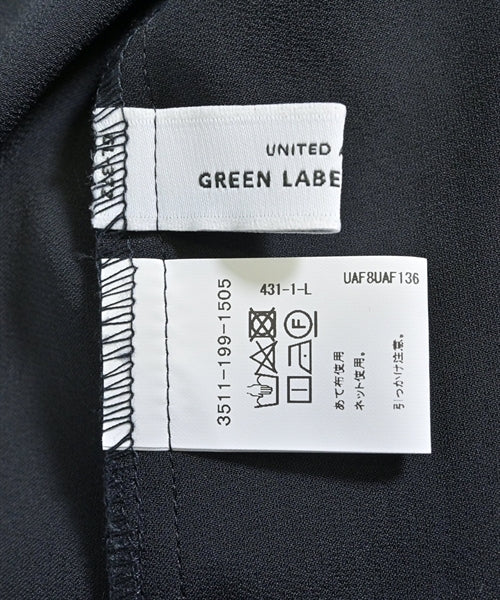 UNITED A
GREEN LABE
UAF8UAF136
431-1-L
3511-199-1505
F
あて布使用
ネット使用。
引っかけ注意。